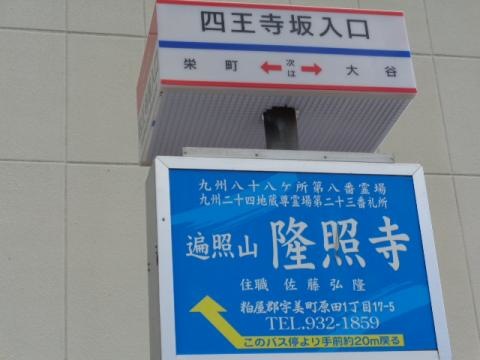 四王寺坂入口
栄町 ←次は→ 大谷
九州八十八ヶ所第八番霊場
九州二十四地蔵尊霊場第二十三番札所
遍照山 隆照寺
住職 佐藤弘隆
粕屋郡宇美町原田1丁目17-5
TEL.932-1859
このバス停より手前約20m戻る